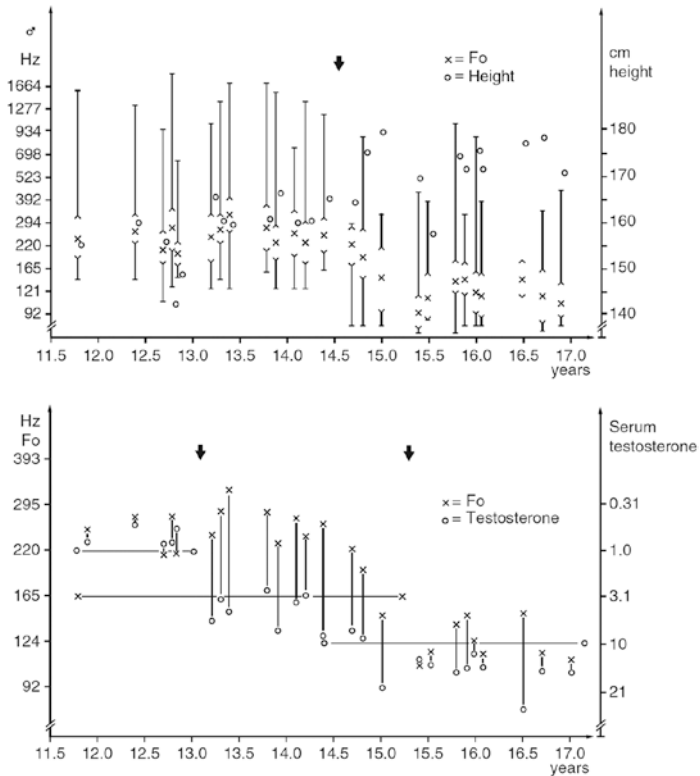 ♂
Hz
1664
1277
934
698
523
392
294
220
165
121
92
× = Fo
o = Height
cm
height
180
170
160
150
140
11.5 12.0 12.5 13.0 13.5 14.0 14.5 15.0 15.5 16.0 16.5 17.0
years
Hz
Fo
393
295
220
165
124
92
× = Fo
o = Testosterone
Serum
testosterone
0.31
1.0
3.1
10
21
11.5 12.0 12.5 13.0 13.5 14.0 14.5 15.0 15.5 16.0 16.5 17.0
years